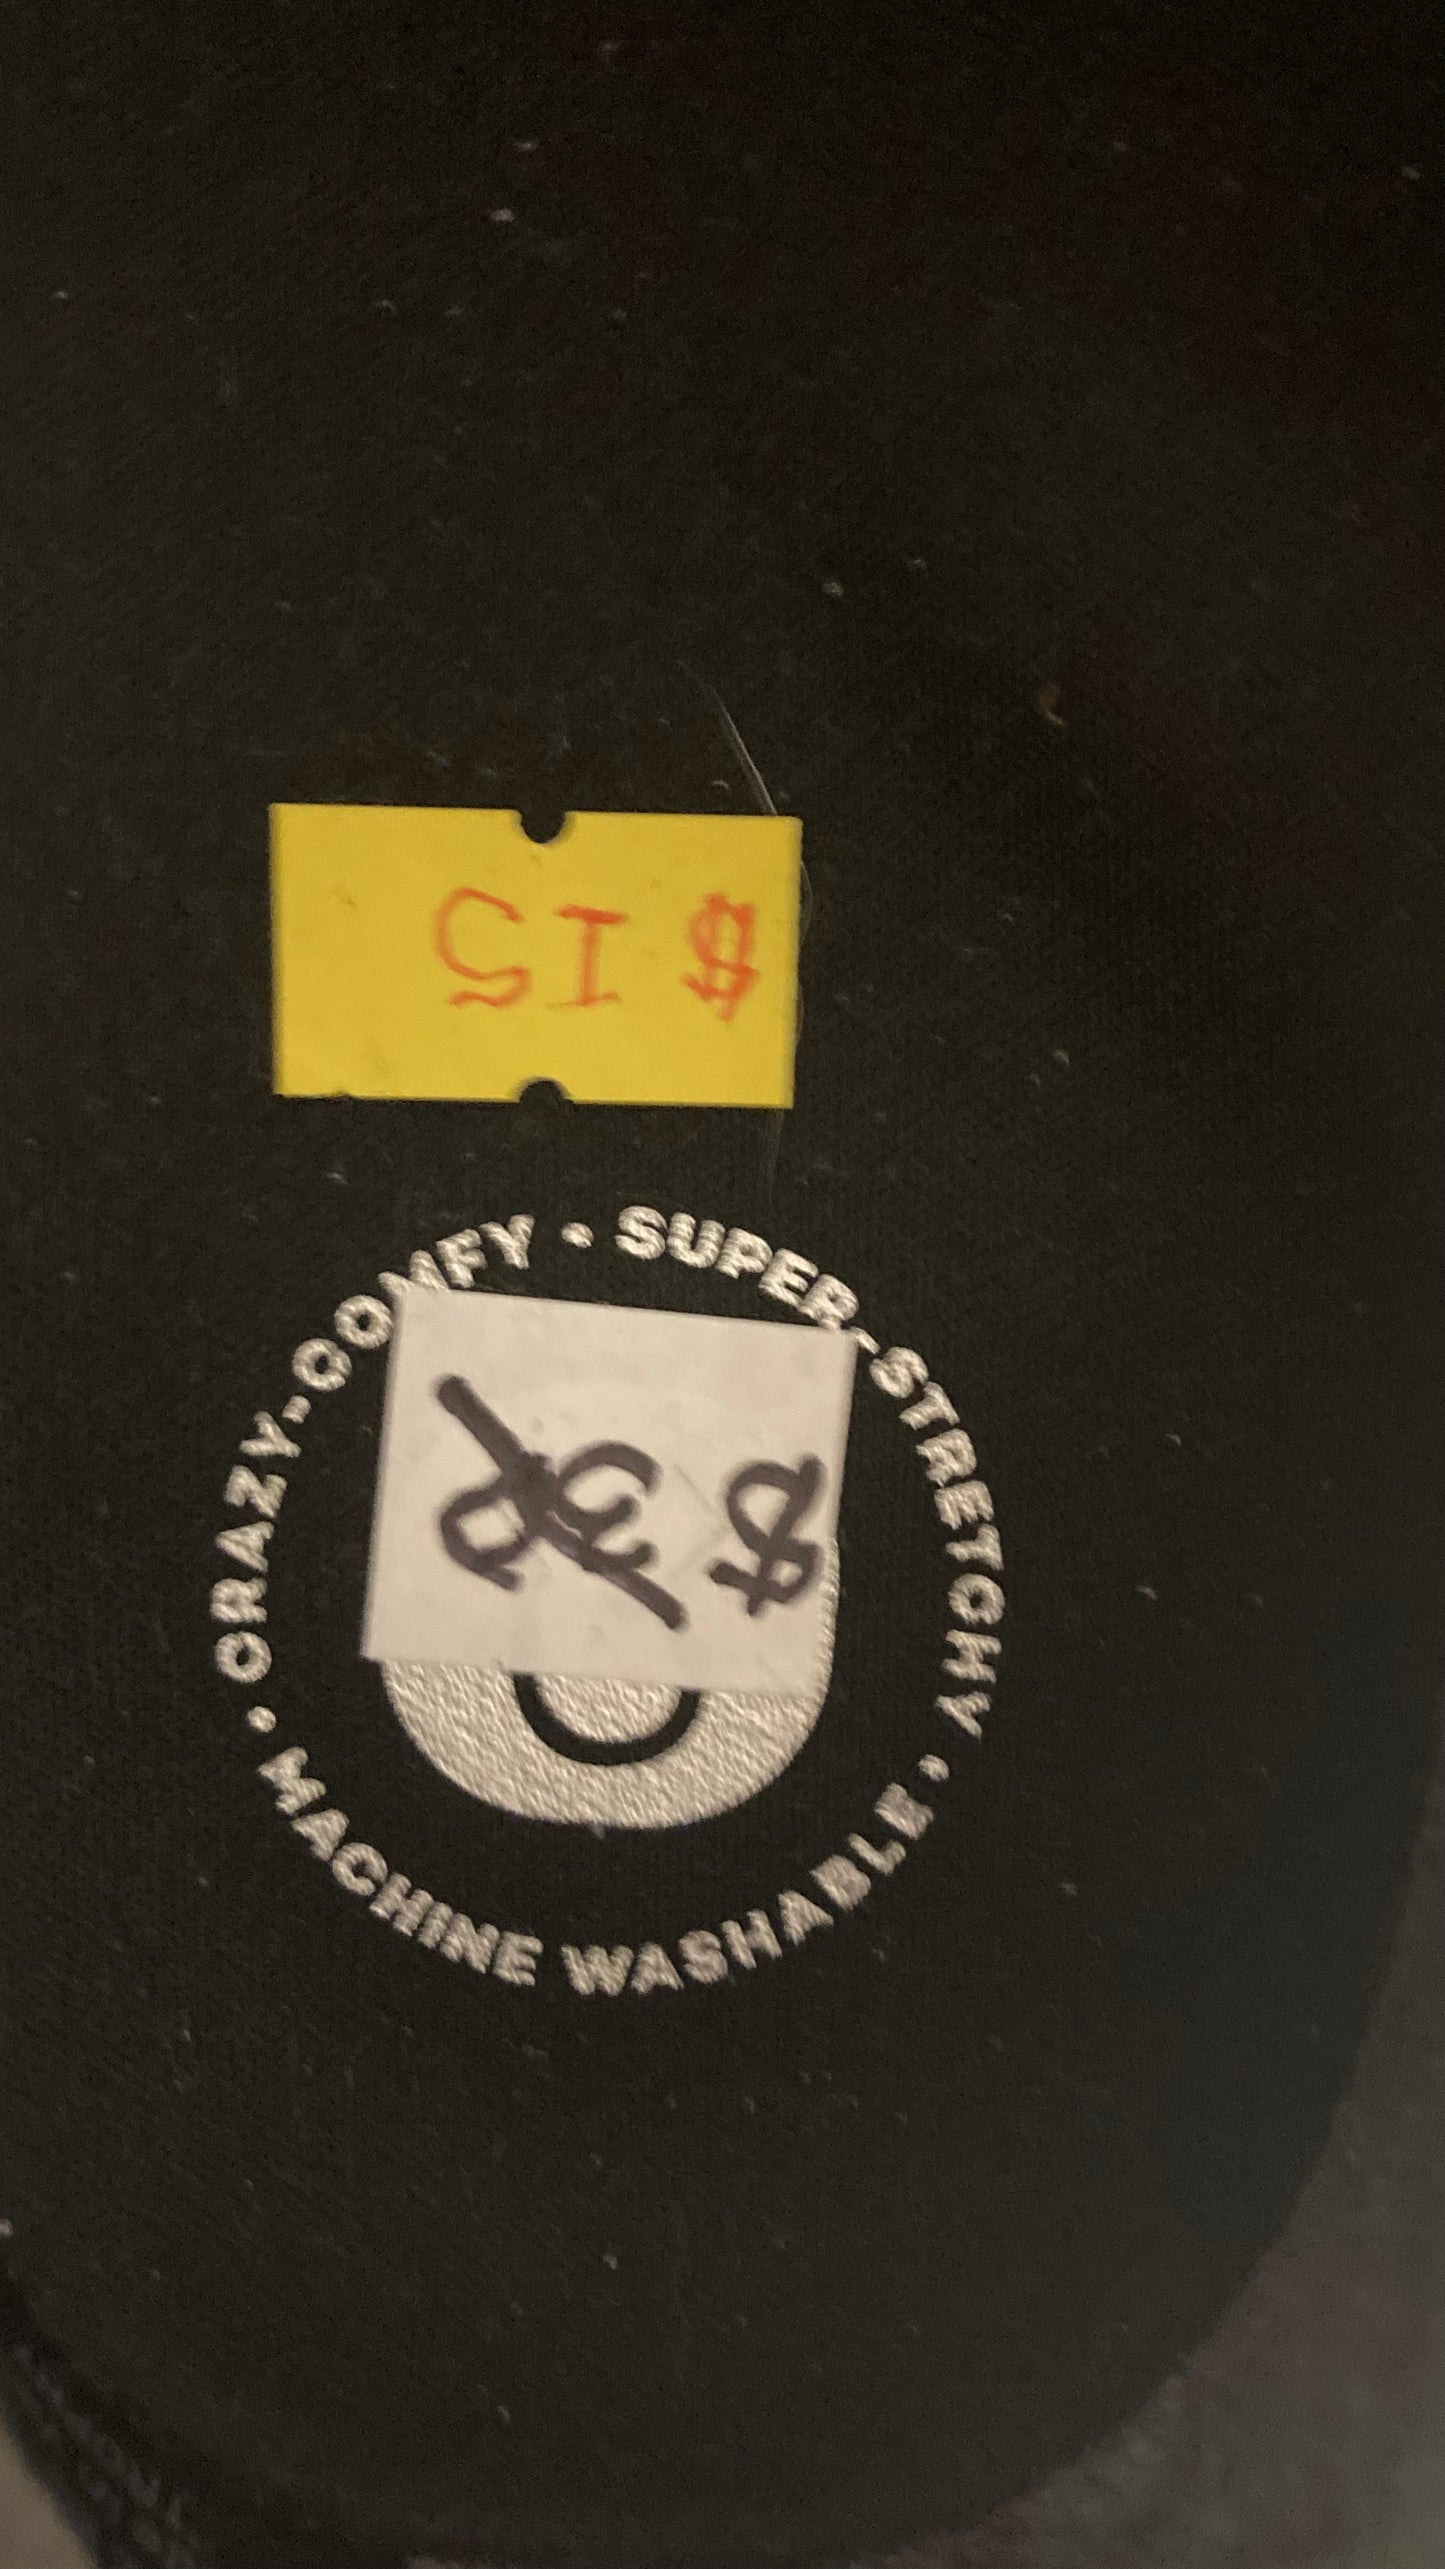 $ 15
CRAZY-COMFY • SUPER-STRETCHY •
MACHINE WASHABLE •